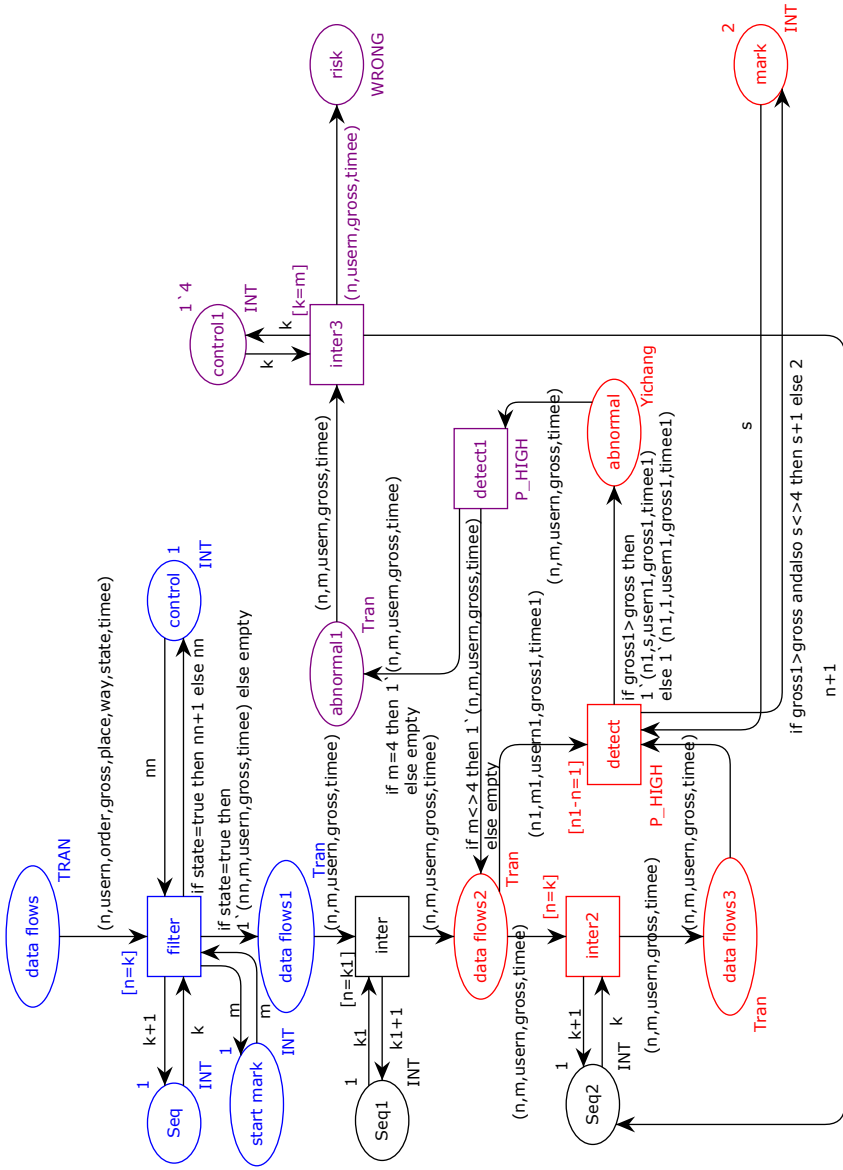 data flows
TRAN
(n,usern,order,gross,place,way,state,timee)
nn
control
1
INT
if state=true then nn+1 else nn
[n=k]
filter
k+1
k
1
Seq
INT
m
m
1
start mark
INT
if state=true then
1`(nn,m,usern,gross,timee) else empty
data flows1
Tran
(n,m,usern,gross,timee)
[n=k1]
inter
k1
k1+1
1
Seq1
INT
(n,m,usern,gross,timee)
data flows2
Tran
(n,m,usern,gross,timee)
[n=k]
inter2
k+1
k
1
Seq2
INT
(n,m,usern,gross,timee)
data flows3
Tran
(n,m,usern,gross,timee)
(n1,m1,usern1,gross1,timee1)
[n1-n=1]
detect
P_HIGH
if gross1>gross then
1`(n1,s,usern1,gross1,timee1)
else 1`(n1,1,usern1,gross1,timee1)
abnormal
Yichang
(n,m,usern,gross,timee)
detect1
P_HIGH
if m<>4 then 1`(n,m,usern,gross,timee)
else empty
if m=4 then 1`(n,m,usern,gross,timee)
else empty
abnormal1
Tran
(n,m,usern,gross,timee)
1`4
control1
INT
k
k
[k=m]
inter3
(n,usern,gross,timee)
risk
WRONG
2
mark
INT
s
if gross1>gross andalso s<>4 then s+1 else 2
n+1